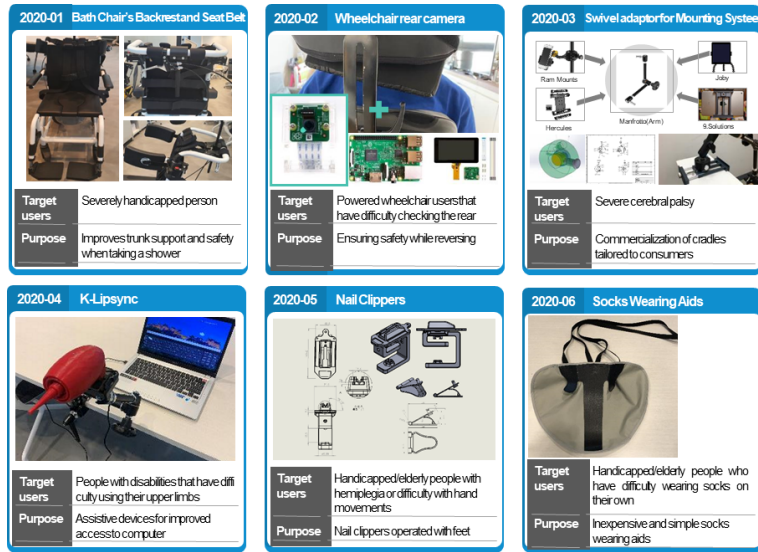 2020-01 Bath Chair's Backrest and Seat Belt
Target users
Severely handicapped person
Purpose
Improves trunk support and safety
when taking a shower
2020-02 Wheelchair rear camera
Target users
Powered wheelchair users that
have difficulty checking the rear
Purpose
Ensuring safety while reversing
2020-03 Swivel adaptor for Mounting System
Ram Mounts
Joby
Hercules
Manfrotio(Arm)
9.Solutions
Target users
Severe cerebral palsy
Purpose
Commercialization of cradles
tailored to consumers
2020-04 K-Lipsync
Target users
People with disabilities that have diffi
culty using their upper limbs
Purpose
Assistive devices for improved
access to computer
2020-05 Nail Clippers
Target users
Handicapped/elderly people with
hemiplegia or difficulty with hand
movements
Purpose
Nail clippers operated with feet
2020-06 Socks Wearing Aids
Target users
Handicapped/elderly people who
have difficulty wearing socks on
their own
Purpose
Inexpensive and simple socks
wearing aids